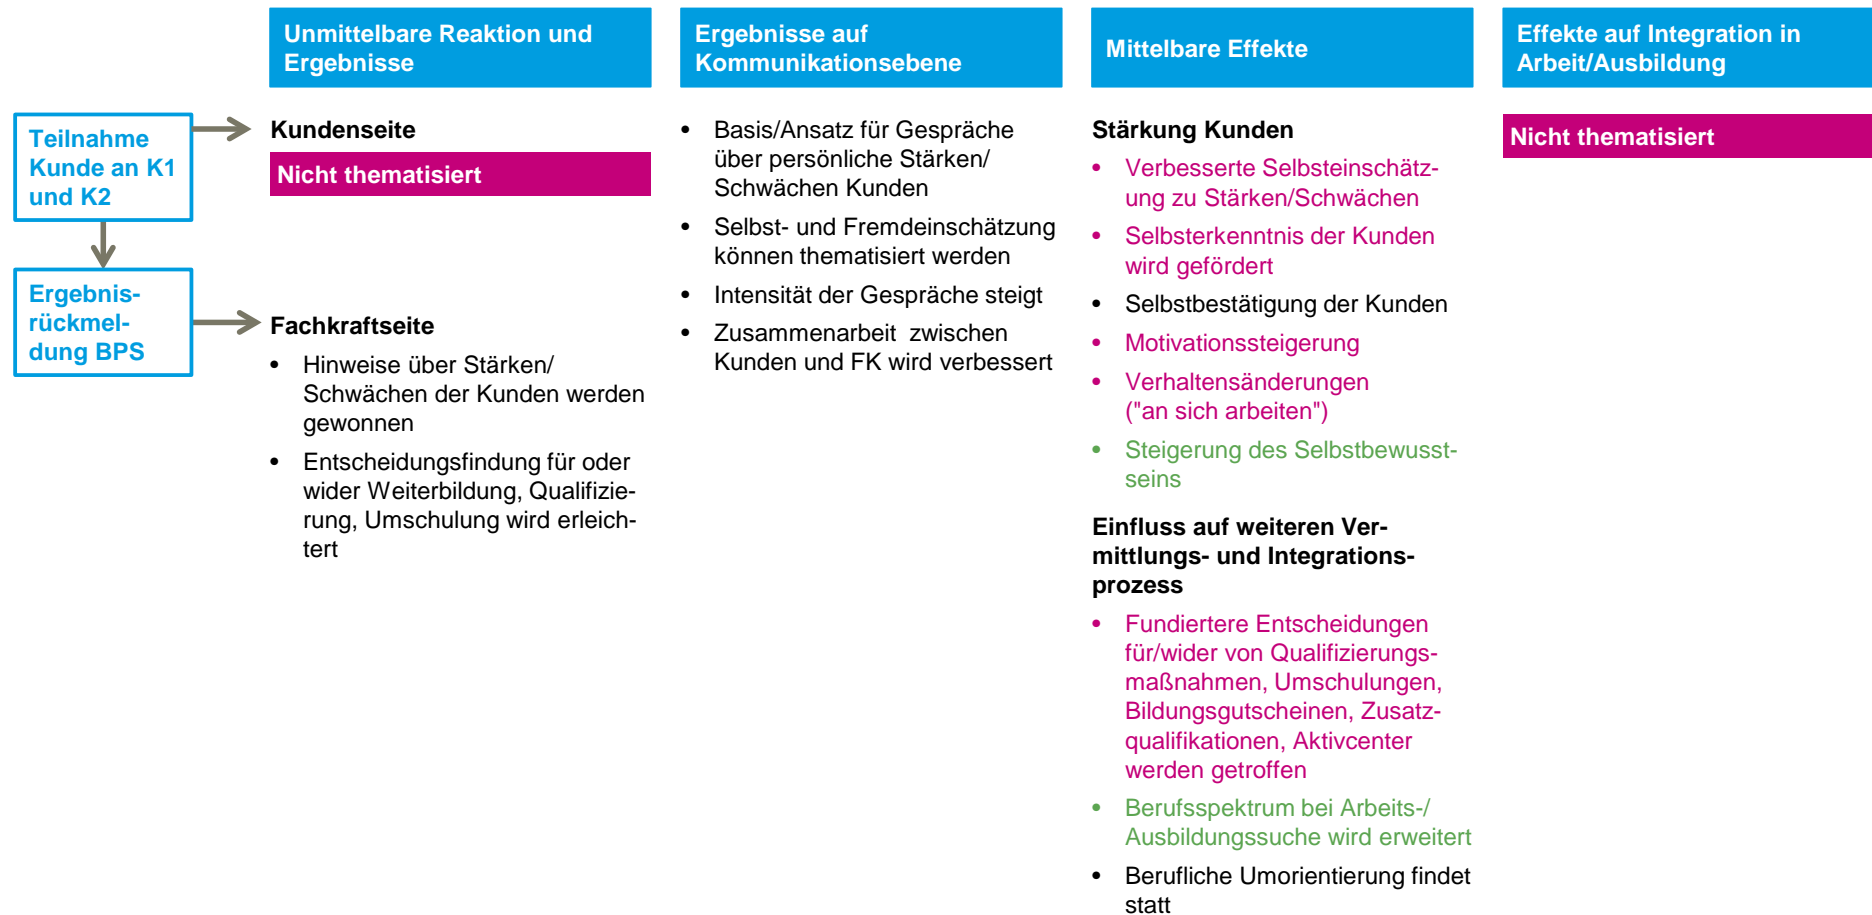 Unmittelbare Reaktion und
Ergebnisse
Ergebnisse auf
Kommunikationsebene
Mittelbare Effekte
Effekte auf Integration in
Arbeit/Ausbildung
Teilnahme
Kunde an K1
und K2
Ergebnis-
rückmel-
dung BPS
Kundenseite
Nicht thematisiert
Fachkraftseite
• Hinweise über Stärken/
Schwächen der Kunden werden
gewonnen
• Entscheidungsfindung für oder
wider Weiterbildung, Qualifizie-
rung, Umschulung wird erleich-
tert
• Basis/Ansatz für Gespräche
über persönliche Stärken/
Schwächen Kunden
• Selbst- und Fremdeinschätzung
können thematisiert werden
• Intensität der Gespräche steigt
• Zusammenarbeit zwischen
Kunden und FK wird verbessert
Stärkung Kunden
• Verbesserte Selbsteinschätz-
ung zu Stärken/Schwächen
• Selbsterkenntnis der Kunden
wird gefördert
• Selbstbestätigung der Kunden
• Motivationssteigerung
• Verhaltensänderungen
("an sich arbeiten")
• Steigerung des Selbstbewusst-
seins
Einfluss auf weiteren Ver-
mittlungs- und Integrations-
prozess
• Fundiertere Entscheidungen
für/wider von Qualifizierungs-
maßnahmen, Umschulungen,
Bildungsgutscheinen, Zusatz-
qualifikationen, Aktivcenter
werden getroffen
• Berufsspektrum bei Arbeits-/
Ausbildungssuche wird erweitert
• Berufliche Umorientierung findet
statt
Nicht thematisiert